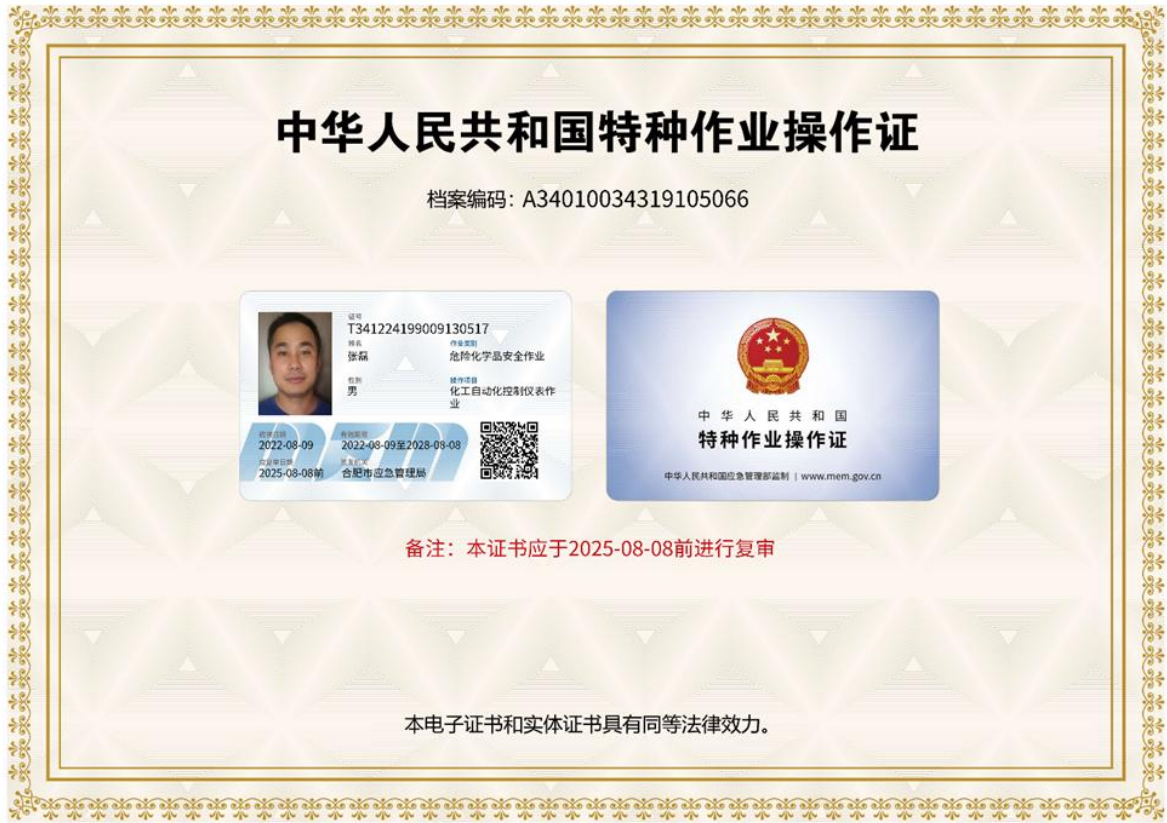 中华人民共和国特种作业操作证
档案编码：A34010034319105066
证号
T341224199009130517
姓名
张磊
作业类别
危险化学品安全作业
性别
男
操作项目
化工自动化控制仪表作
业
初领日期
2022-08-09
有效期限
2022-08-09至2028-08-08
应复审日期
2025-08-08前
签发机关
合肥市应急管理局
MEM
中华人民共和国
特种作业操作证
中华人民共和国应急管理部监制 | www.mem.gov.cn
备注：本证书应于2025-08-08前进行复审
本电子证书和实体证书具有同等法律效力。